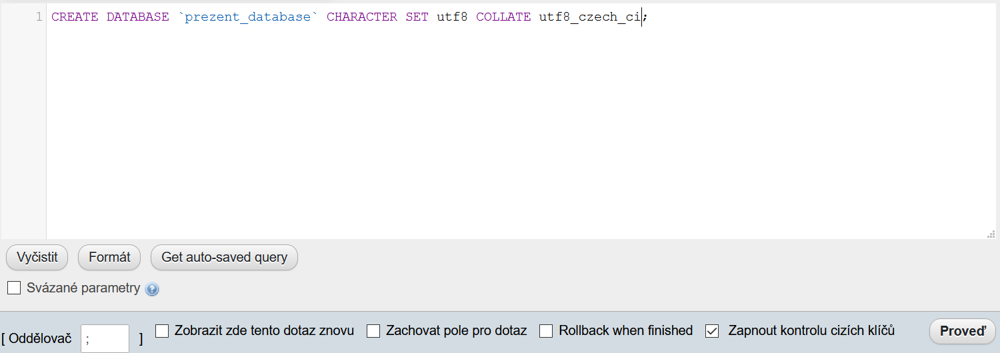 1 CREATE DATABASE `prezent_database` CHARACTER SET utf8 COLLATE utf8_czech_ci;
Vyčistit Formát Get auto-saved query
Svázané parametry ?
[ Oddělovač ; ] Zobrazit zde tento dotaz znovu Zachovat pole pro dotaz Rollback when finished Zapnout kontrolu cizích klíčů Proveď